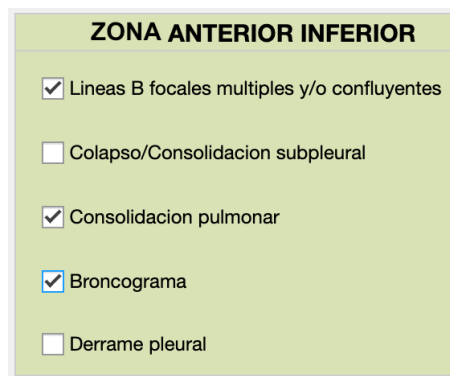 ZONA ANTERIOR INFERIOR
Lineas B focales multiples y/o confluyentes
Colapso/Consolidacion subpleural
Consolidacion pulmonar
Broncograma
Derrame pleural